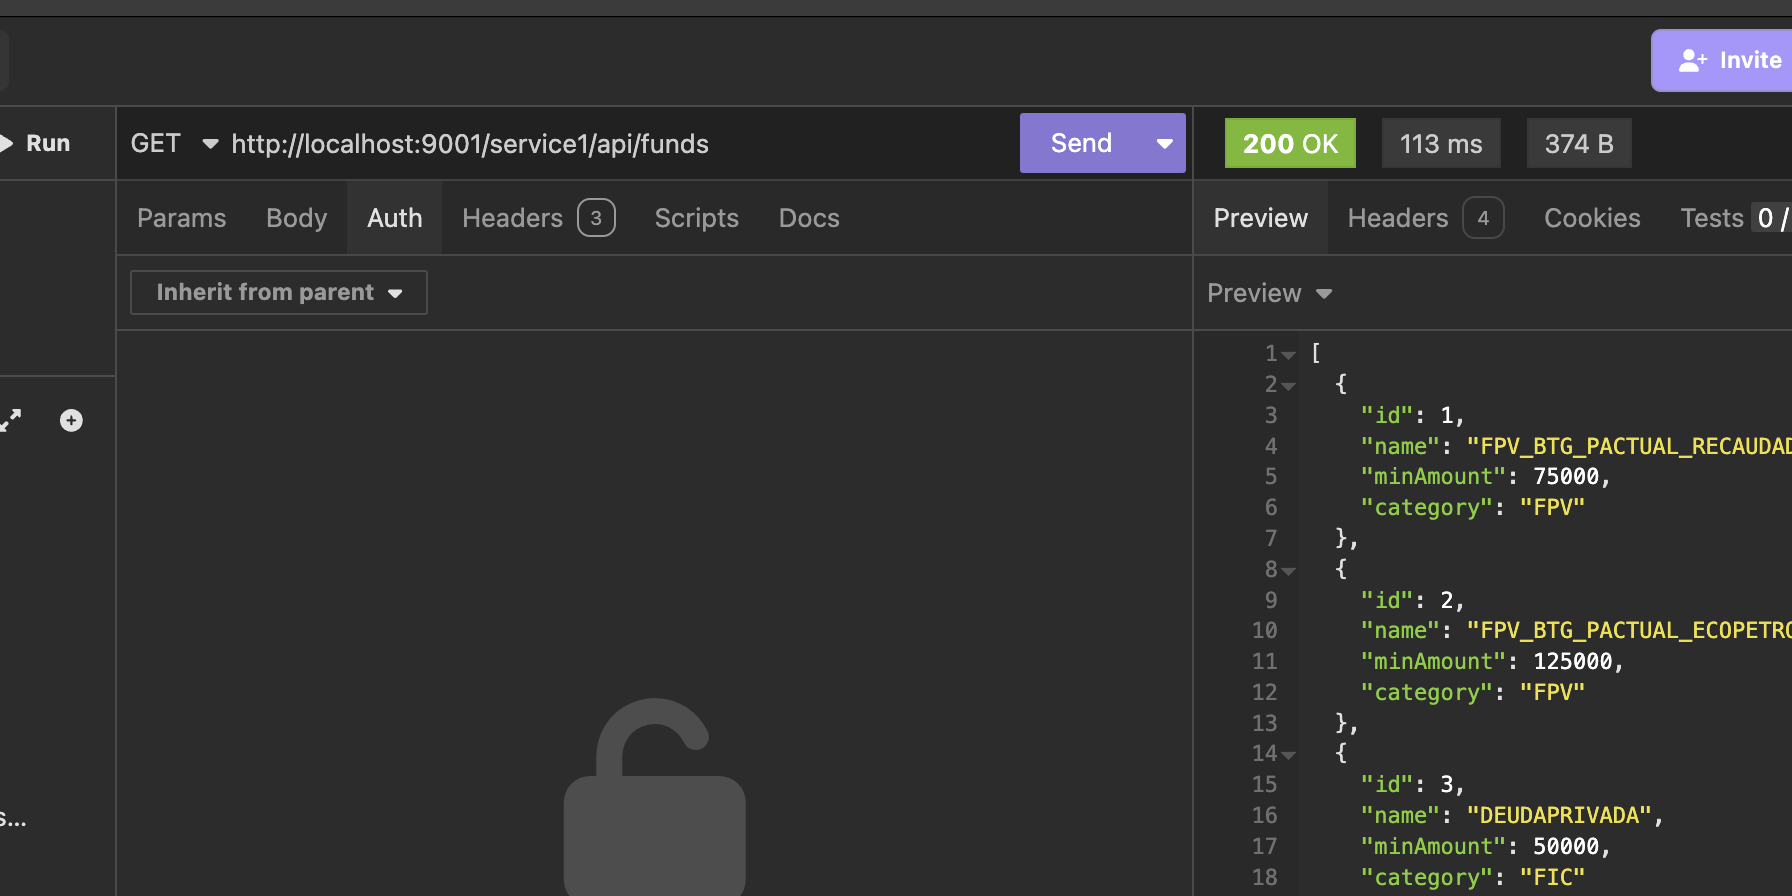 Invite
Run
GET http://localhost:9001/service1/api/funds
Send
200 OK
113 ms
374 B
Params Body Auth Headers 3 Scripts Docs
Preview Headers 4 Cookies Tests 0 /
Inherit from parent
Preview
1 [
2 {
3 "id": 1,
4 "name": "FPV_BTG_PACTUAL_RECAUDAD
5 "minAmount": 75000,
6 "category": "FPV"
7 },
8 {
9 "id": 2,
10 "name": "FPV_BTG_PACTUAL_ECOPETRO
11 "minAmount": 125000,
12 "category": "FPV"
13 },
14 {
15 "id": 3,
16 "name": "DEUDAPRIVADA",
17 "minAmount": 50000,
18 "category": "FIC"
s...